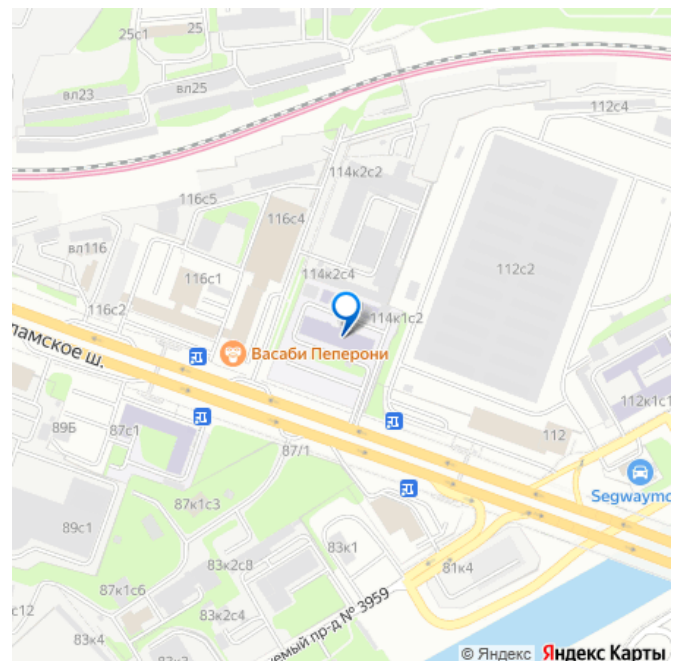 25
25с1
вл23
вл25
112с4
114к2с2
116с5
116с4
вл116
114к2с4
116с1
112с2
116с2
114к1с2
ламское ш.
Васаби Пеперони
89Б
87с1
112к1с1
87/1
112
Segwaymo
87к1с3
89с1
83к1
83к2с8
81к4
87к1с6
с12
83к4
83к2с6
уемый пр-д № 3959
© Яндекс Яндекс Карты